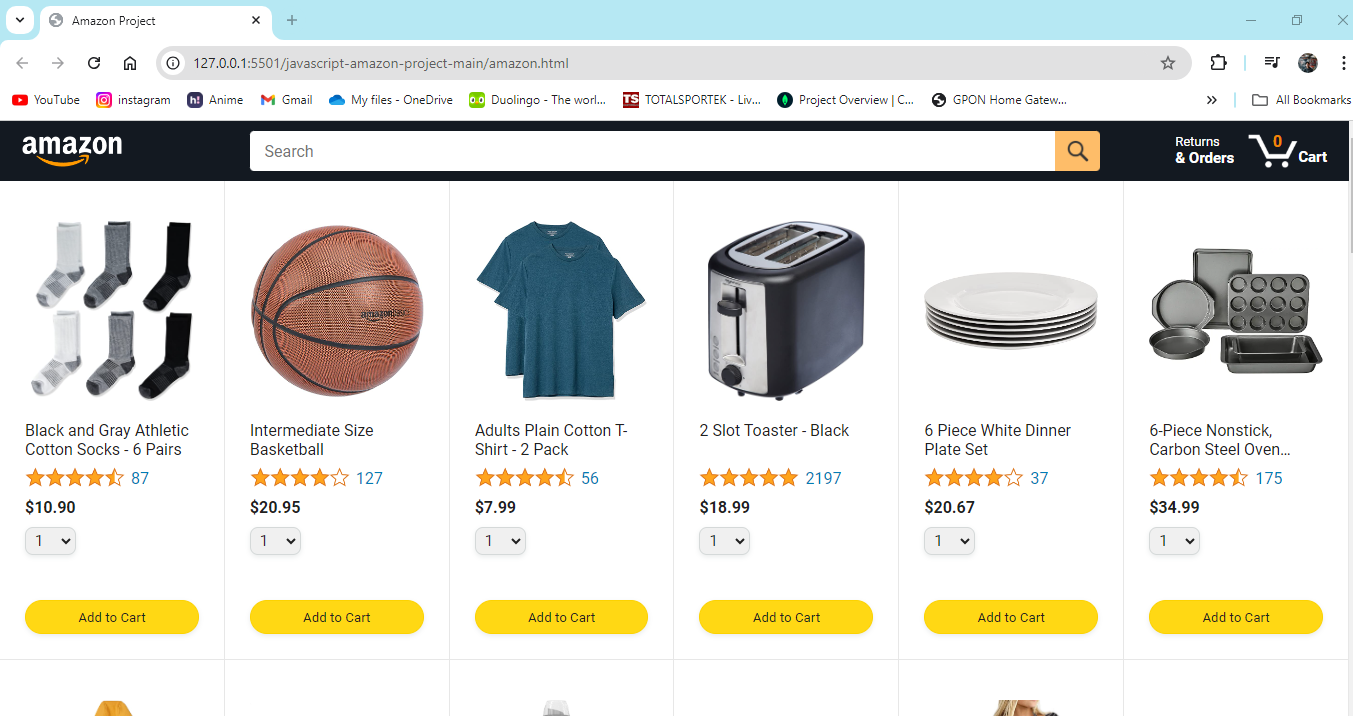 Amazon Project
127.0.0.1:5501/javascript-amazon-project-main/amazon.html
YouTube
instagram
h!
Anime
Gmail
My files - OneDrive
Duolingo - The worl...
TS
TOTALSPORTEK - Liv...
Project Overview | C...
GPON Home Gatew...
All Bookmarks
amazon
Search
Returns
& Orders
0
Cart
Black and Gray Athletic
Cotton Socks - 6 Pairs
87
$10.90
1
Add to Cart
amazon
Intermediate Size
Basketball
127
$20.95
1
Add to Cart
Adults Plain Cotton T-
Shirt - 2 Pack
56
$7.99
1
Add to Cart
2 Slot Toaster - Black
2197
$18.99
1
Add to Cart
6 Piece White Dinner
Plate Set
37
$20.67
1
Add to Cart
6-Piece Nonstick,
Carbon Steel Oven...
175
$34.99
1
Add to Cart